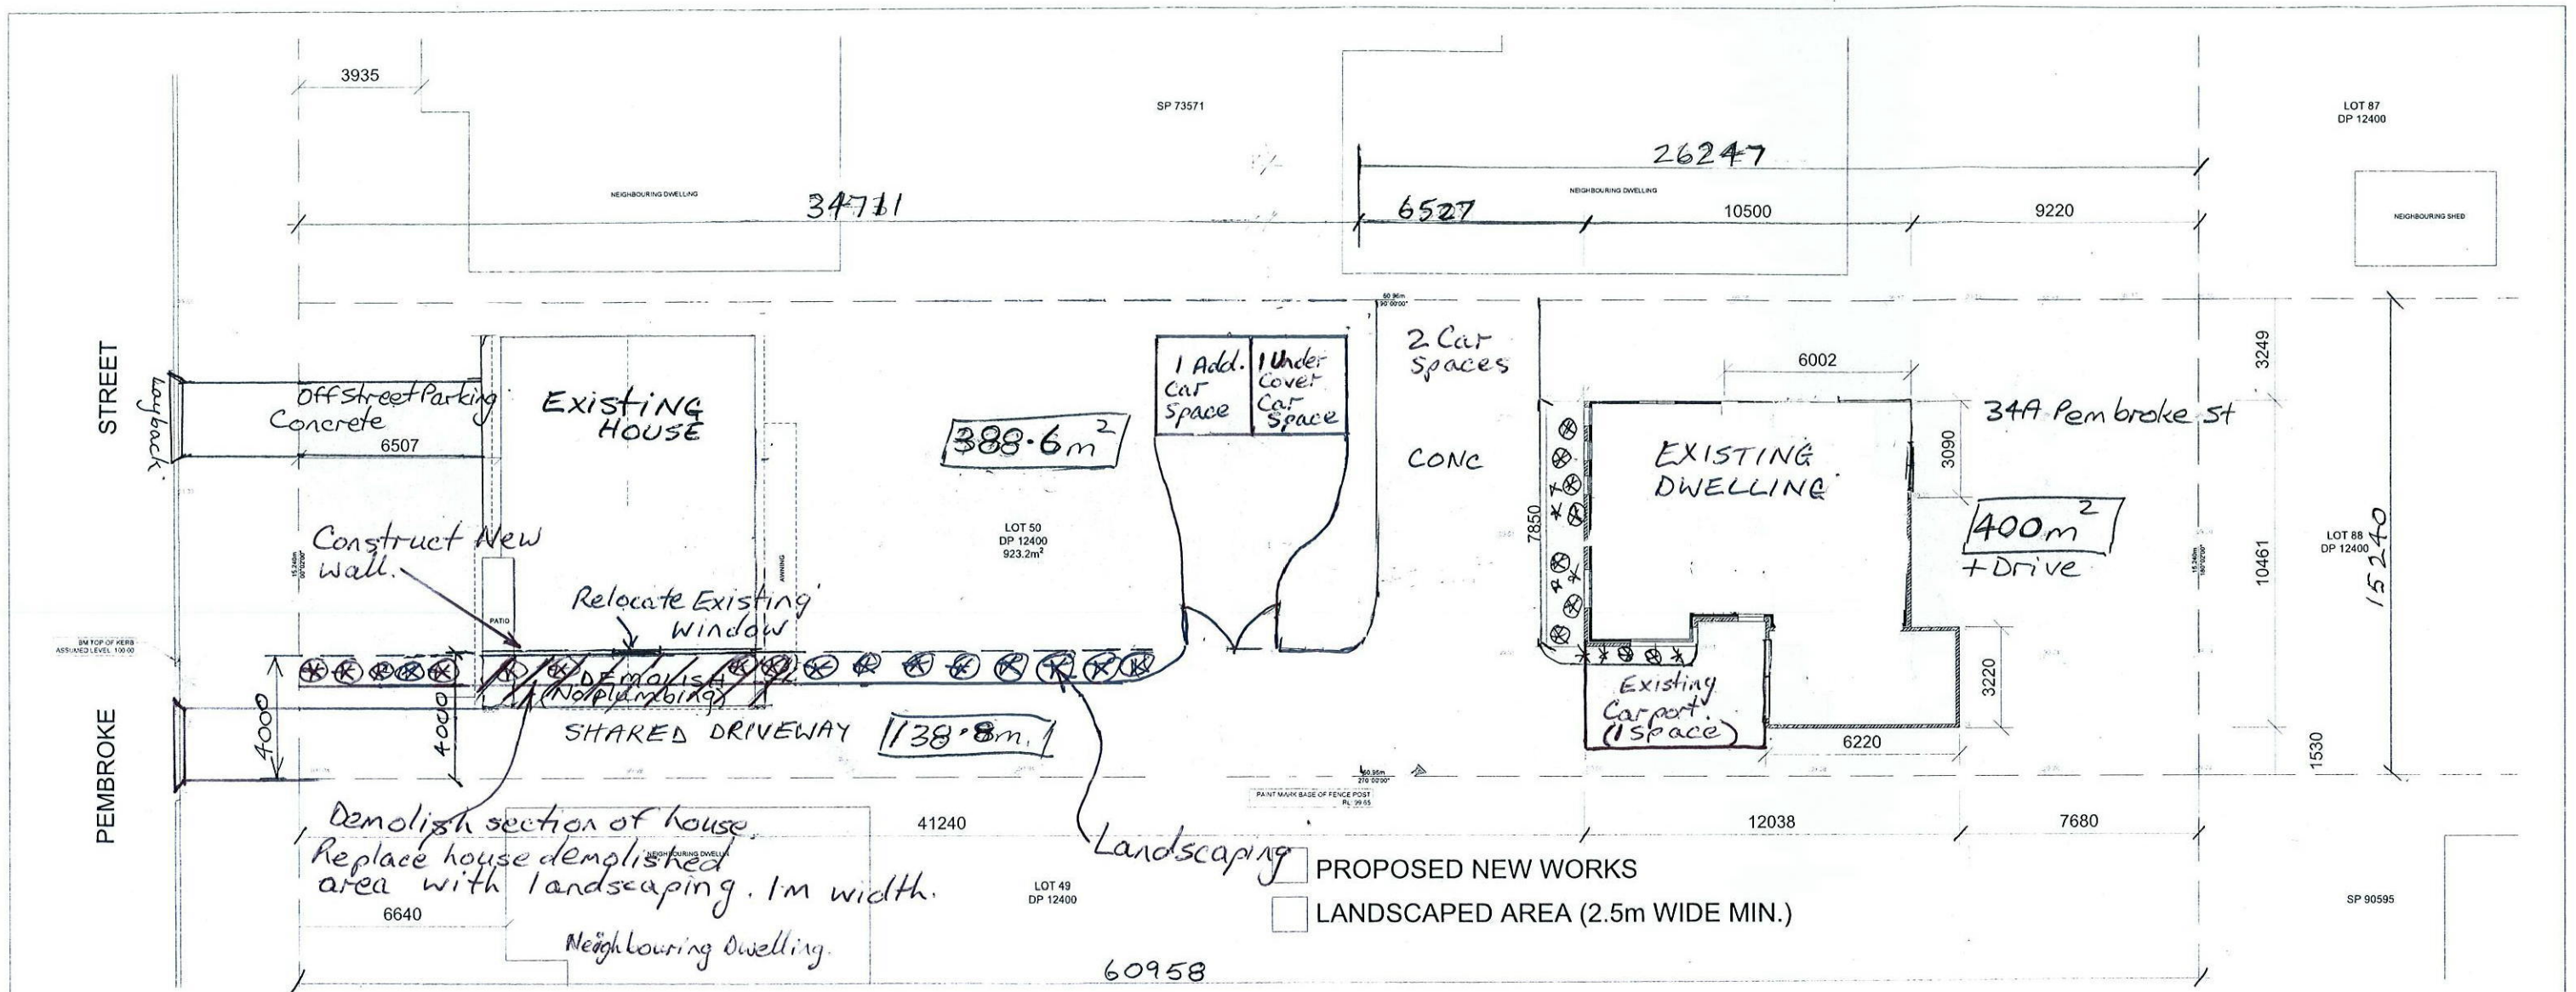 3935
SP 73571
LOT 87
DP 12400
26247
NEIGHBOURING DWELLING
34711
NEIGHBOURING DWELLING
6527
10500
9220
NEIGHBOURING SHED
STREET
Layback
Off Street Parking
Concrete
6507
EXISTING
HOUSE
388.6m²
1 Add.
Car
Space
1 Under
Cover
Car
Space
2 Car
Spaces
CONC
6002
3249
34A Pembroke St
3090
EXISTING
DWELLING
7850
400m²
+ Drive
10461
15240
LOT 88
DP 12400
LOT 50
DP 12400
923.2m²
Construct New
Wall.
AWNING
Relocate Existing
Window
PATIO
BM TOP OF KERB
ASSUMED LEVEL 100.00
DEMOLISH
(No plumbing)
4000
4000
SHARED DRIVEWAY
138.8m.
Existing
Carport
(1 Space)
3220
6220
1530
PEMBROKE
PAINT MARK BASE OF FENCE POST
Demolish section of house.
Replace house demolished
area with landscaping. 1m width.
41240
12038
7680
Landscaping
PROPOSED NEW WORKS
LANDSCAPED AREA (2.5m WIDE MIN.)
LOT 49
DP 12400
SP 90595
6640
Neighbouring Dwelling.
60958